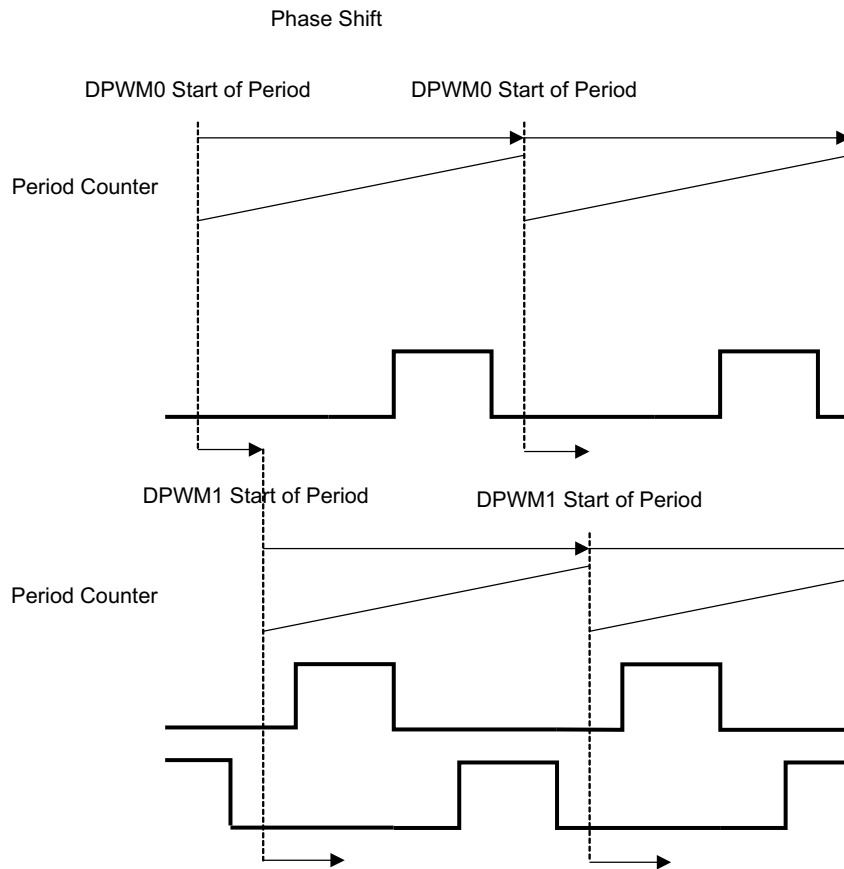 Phase Shift
DPWM0 Start of Period
DPWM0 Start of Period
Period Counter
DPWM1 Start of Period
DPWM1 Start of Period
Period Counter